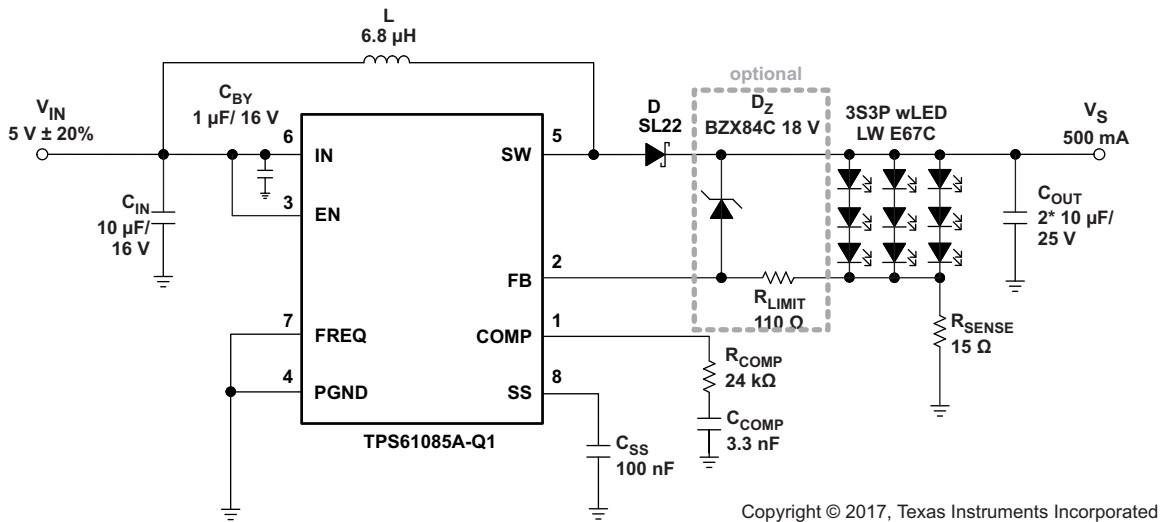 L
6.8 µH
optional
V_IN
5 V ± 20%
C_BY
1 µF/ 16 V
D
SL22
D_Z
BZX84C 18 V
3S3P wLED
LW E67C
V_S
500 mA
6
IN
SW
5
C_IN
10 µF/
16 V
3
EN
C_OUT
2* 10 µF/
25 V
FB
2
R_LIMIT
110 Ω
7
FREQ
COMP
1
R_SENSE
15 Ω
4
PGND
SS
8
R_COMP
24 kΩ
TPS61085A-Q1
C_SS
100 nF
C_COMP
3.3 nF
Copyright © 2017, Texas Instruments Incorporated